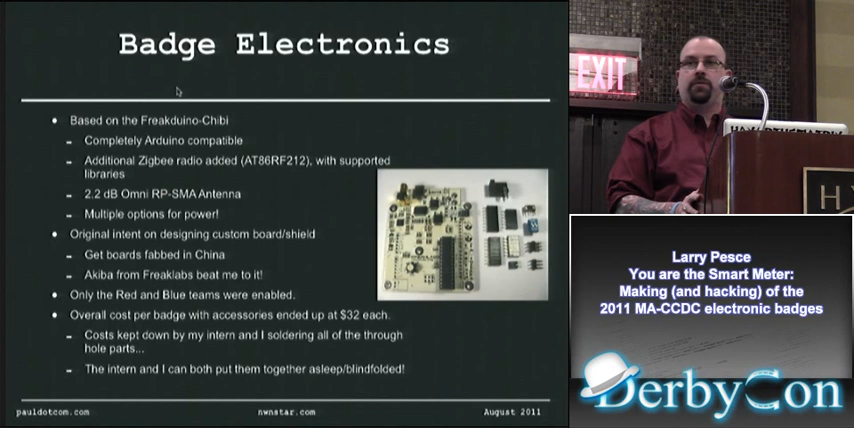 Badge Electronics
Based on the Freakduino-Chibi
Completely Arduino compatible
Additional Zigbee radio added (AT86RF212), with supported
libraries
2.2 dB Omni RP-SMA Antenna
Multiple options for power!
Original intent on designing custom board/shield
Get boards fabbed in China
Akiba from Freaklabs beat me to it!
Only the Red and Blue teams were enabled.
Overall cost per badge with accessories ended up at $32 each.
Costs kept down by my intern and I soldering all of the through
hole parts...
The intern and I can both put them together asleep/blindfolded!
pauldotcom.com
nwnstar.com
August 2011
EXIT
Larry Pesce
You are the Smart Meter:
Making (and hacking) of the
2011 MA-CCDC electronic badges
DerbyCon